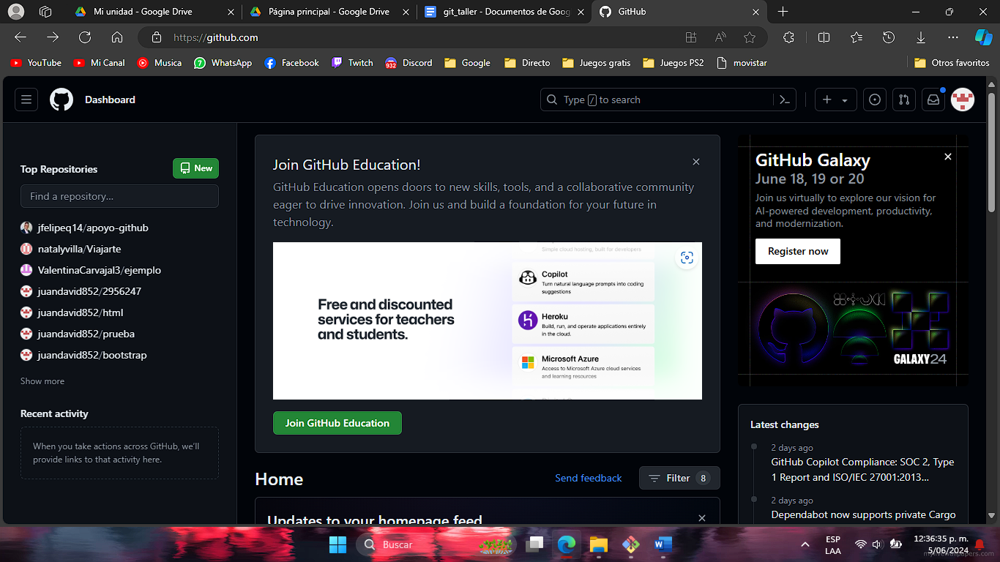 Mi unidad - Google Drive
Página principal - Google Drive
git_taller - Documentos de Goog
GitHub
https://github.com
YouTube
Mi Canal
Musica
7
WhatsApp
Facebook
Twitch
932
Discord
Google
Directo
Juegos gratis
Juegos PS2
movistar
Otros favoritos
Dashboard
Type / to search
Top Repositories
New
Find a repository...
jfelipeq14/apoyo-github
natalyvilla/Viajarte
ValentinaCarvajal3/ejemplo
juandavid852/2956247
juandavid852/html
juandavid852/prueba
juandavid852/bootstrap
Show more
Recent activity
When you take actions across GitHub, we'll
provide links to that activity here.
Join GitHub Education!
GitHub Education opens doors to new skills, tools, and a collaborative community
eager to drive innovation. Join us and build a foundation for your future in
technology.
Free and discounted
services for teachers
and students.
Simple cloud hosting, built for developers
Copilot
Turn natural language prompts into coding
suggestions
Heroku
Build, run, and operate applications entirely
in the cloud.
Microsoft Azure
Access to Microsoft Azure cloud services
and learning resources
Join GitHub Education
Home
Send feedback
Filter 8
Updates to your homepage feed
GitHub Galaxy
June 18, 19 or 20
Join us virtually to explore our vision for
AI-powered development, productivity,
and modernization.
Register now
GALAXY24
Latest changes
2 days ago
GitHub Copilot Compliance: SOC 2, Type
1 Report and ISO/IEC 27001:2013...
2 days ago
Dependabot now supports private Cargo
Buscar
ESP
LAA
12:36:35 p. m.
5/06/2024